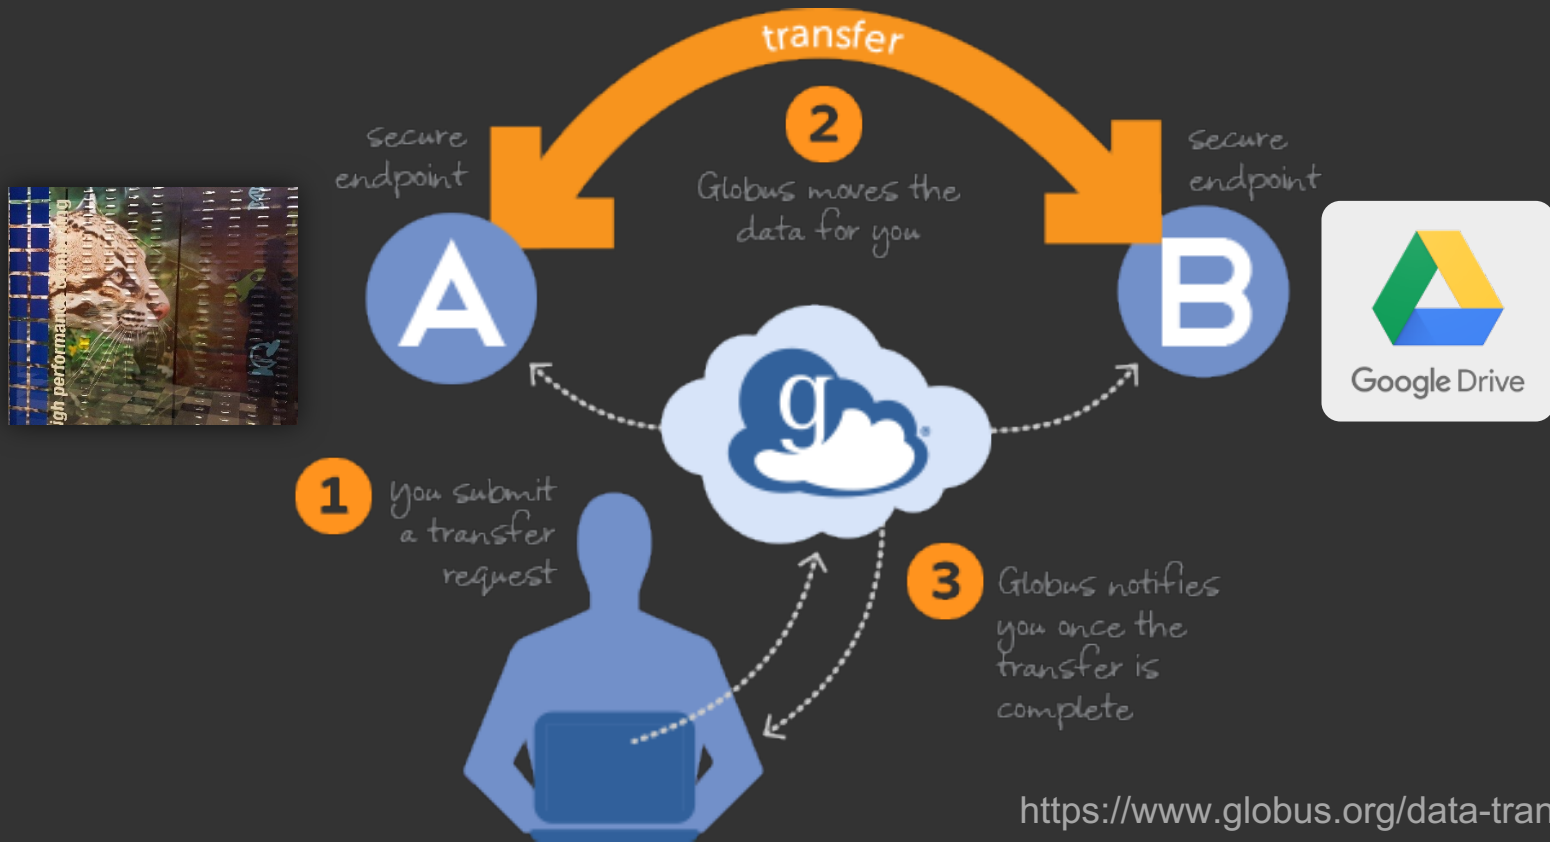 transfer
2
Globus moves the
data for you
secure
endpoint
A
secure
endpoint
B
Google Drive
g
1
you submit
a transfer
request
3
Globus notifies
you once the
transfer is
complete
https://www.globus.org/data-tran